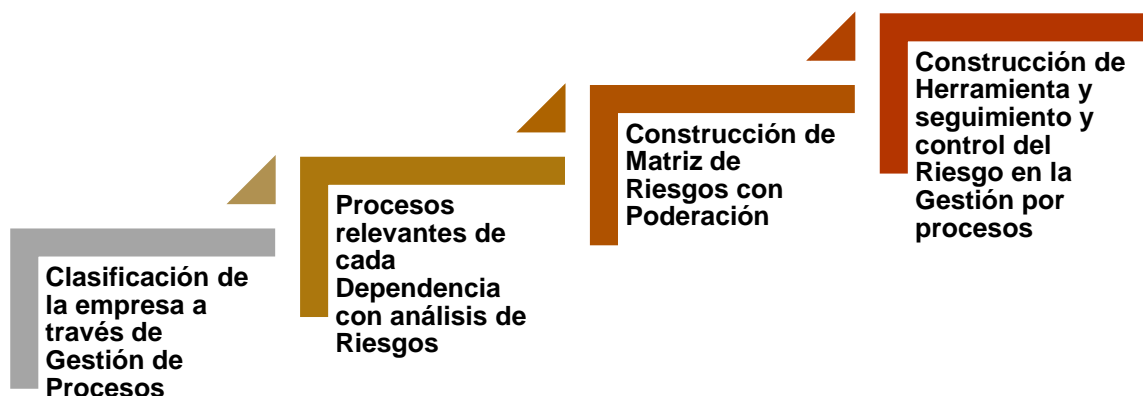 Clasificación de
la empresa a
través de
Gestión de
Procesos
Procesos
relevantes de
cada
Dependencia
con análisis de
Riesgos
Construcción de
Matriz de
Riesgos con
Poderación
Construcción de
Herramienta y
seguimiento y
control del
Riesgo en la
Gestión por
procesos